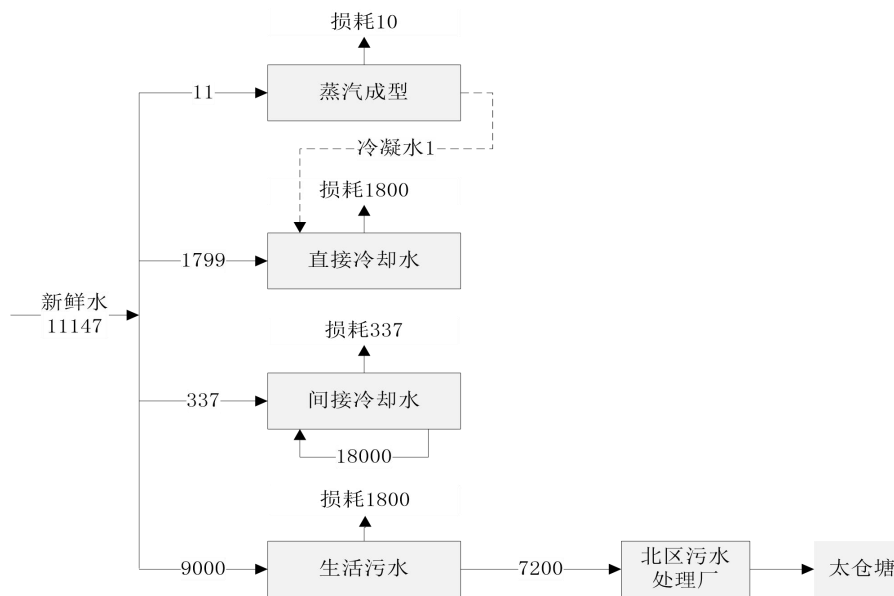 损耗10
11
蒸汽成型
冷凝水1
损耗1800
1799
直接冷却水
新鲜水
11147
损耗337
337
间接冷却水
18000
损耗1800
9000
生活污水
7200
北区污水
处理厂
太仓塘